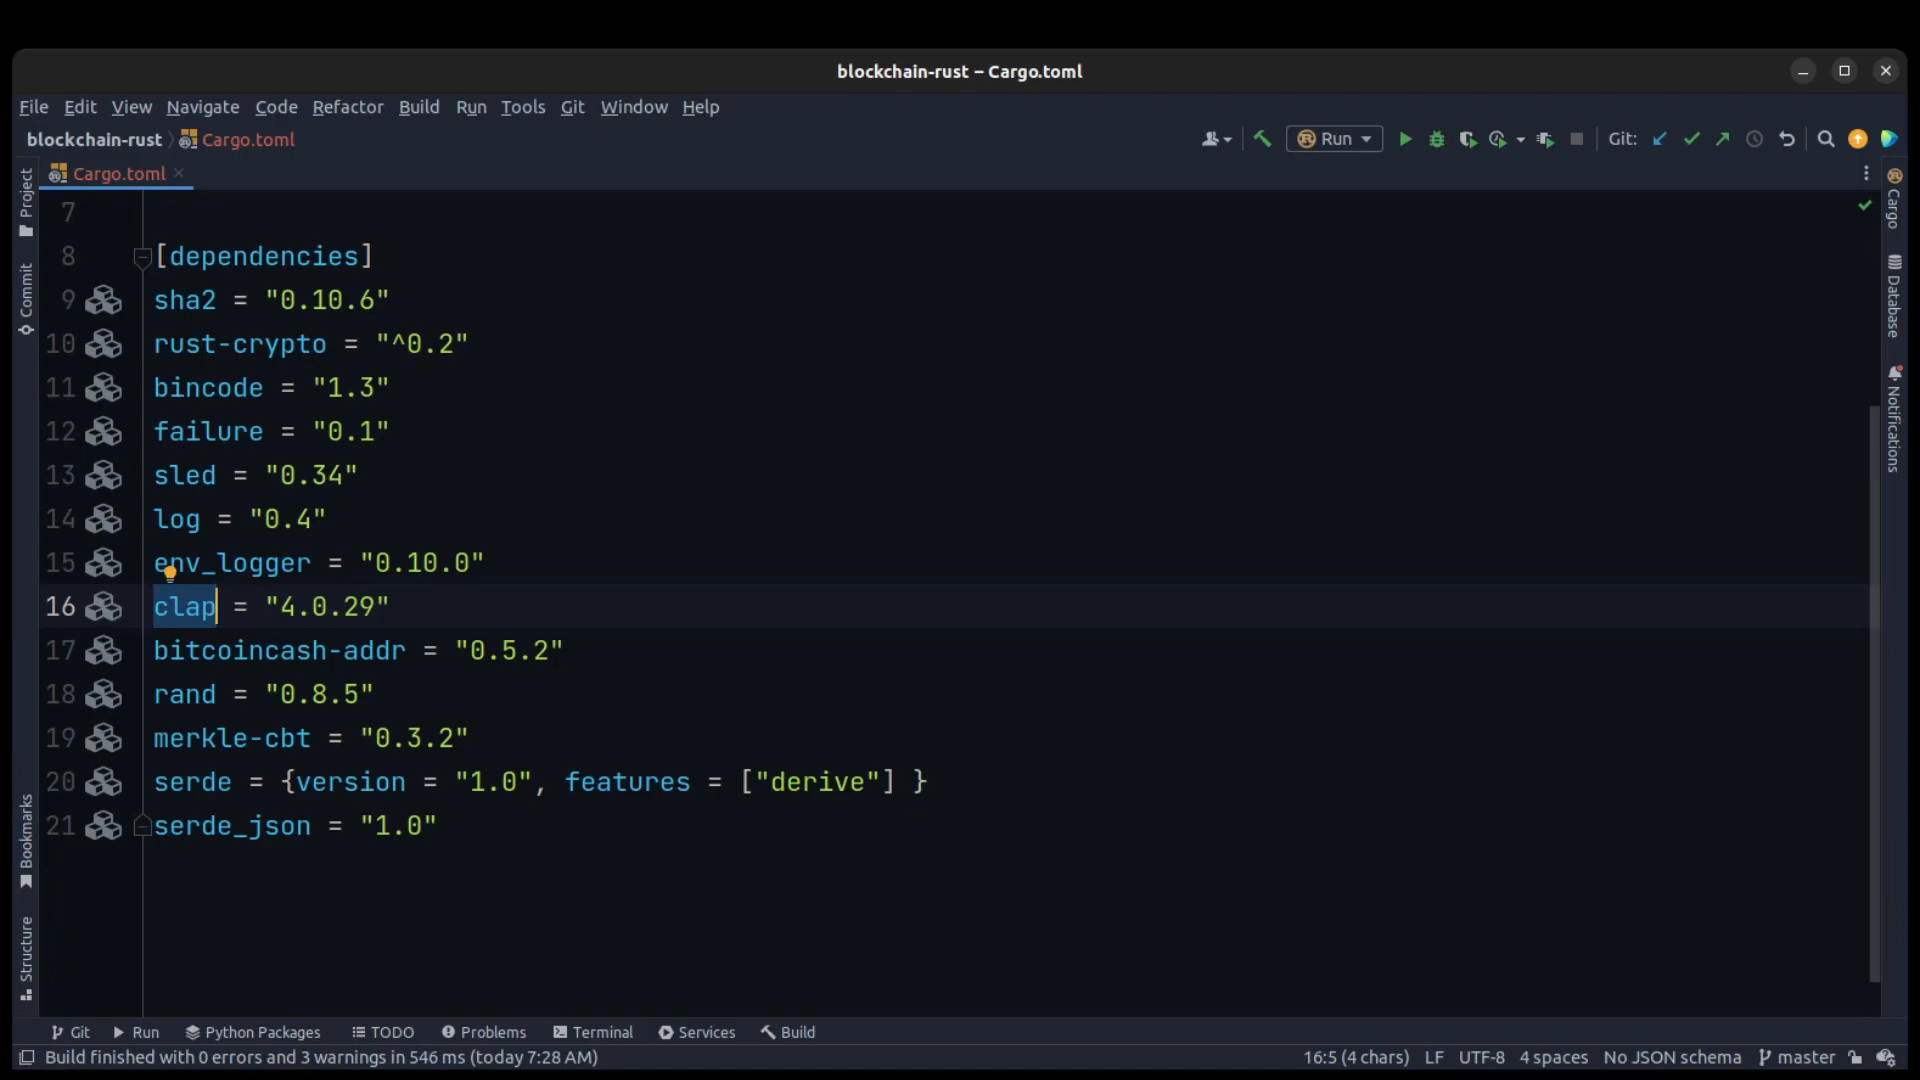 blockchain-rust – Cargo.toml
File Edit View Navigate Code Refactor Build Run Tools Git Window Help
blockchain-rust Cargo.toml Run Git:
Cargo.toml
Project
Commit
Bookmarks
Structure
7
8 [dependencies]
9 sha2 = "0.10.6"
10 rust-crypto = "^0.2"
11 bincode = "1.3"
12 failure = "0.1"
13 sled = "0.34"
14 log = "0.4"
15 env_logger = "0.10.0"
16 clap = "4.0.29"
17 bitcoincash-addr = "0.5.2"
18 rand = "0.8.5"
19 merkle-cbt = "0.3.2"
20 serde = {version = "1.0", features = ["derive"] }
21 serde_json = "1.0"
Cargo
Database
Notifications
Git Run Python Packages TODO Problems Terminal Services Build
Build finished with 0 errors and 3 warnings in 546 ms (today 7:28 AM) 16:5 (4 chars) LF UTF-8 4 spaces No JSON schema master